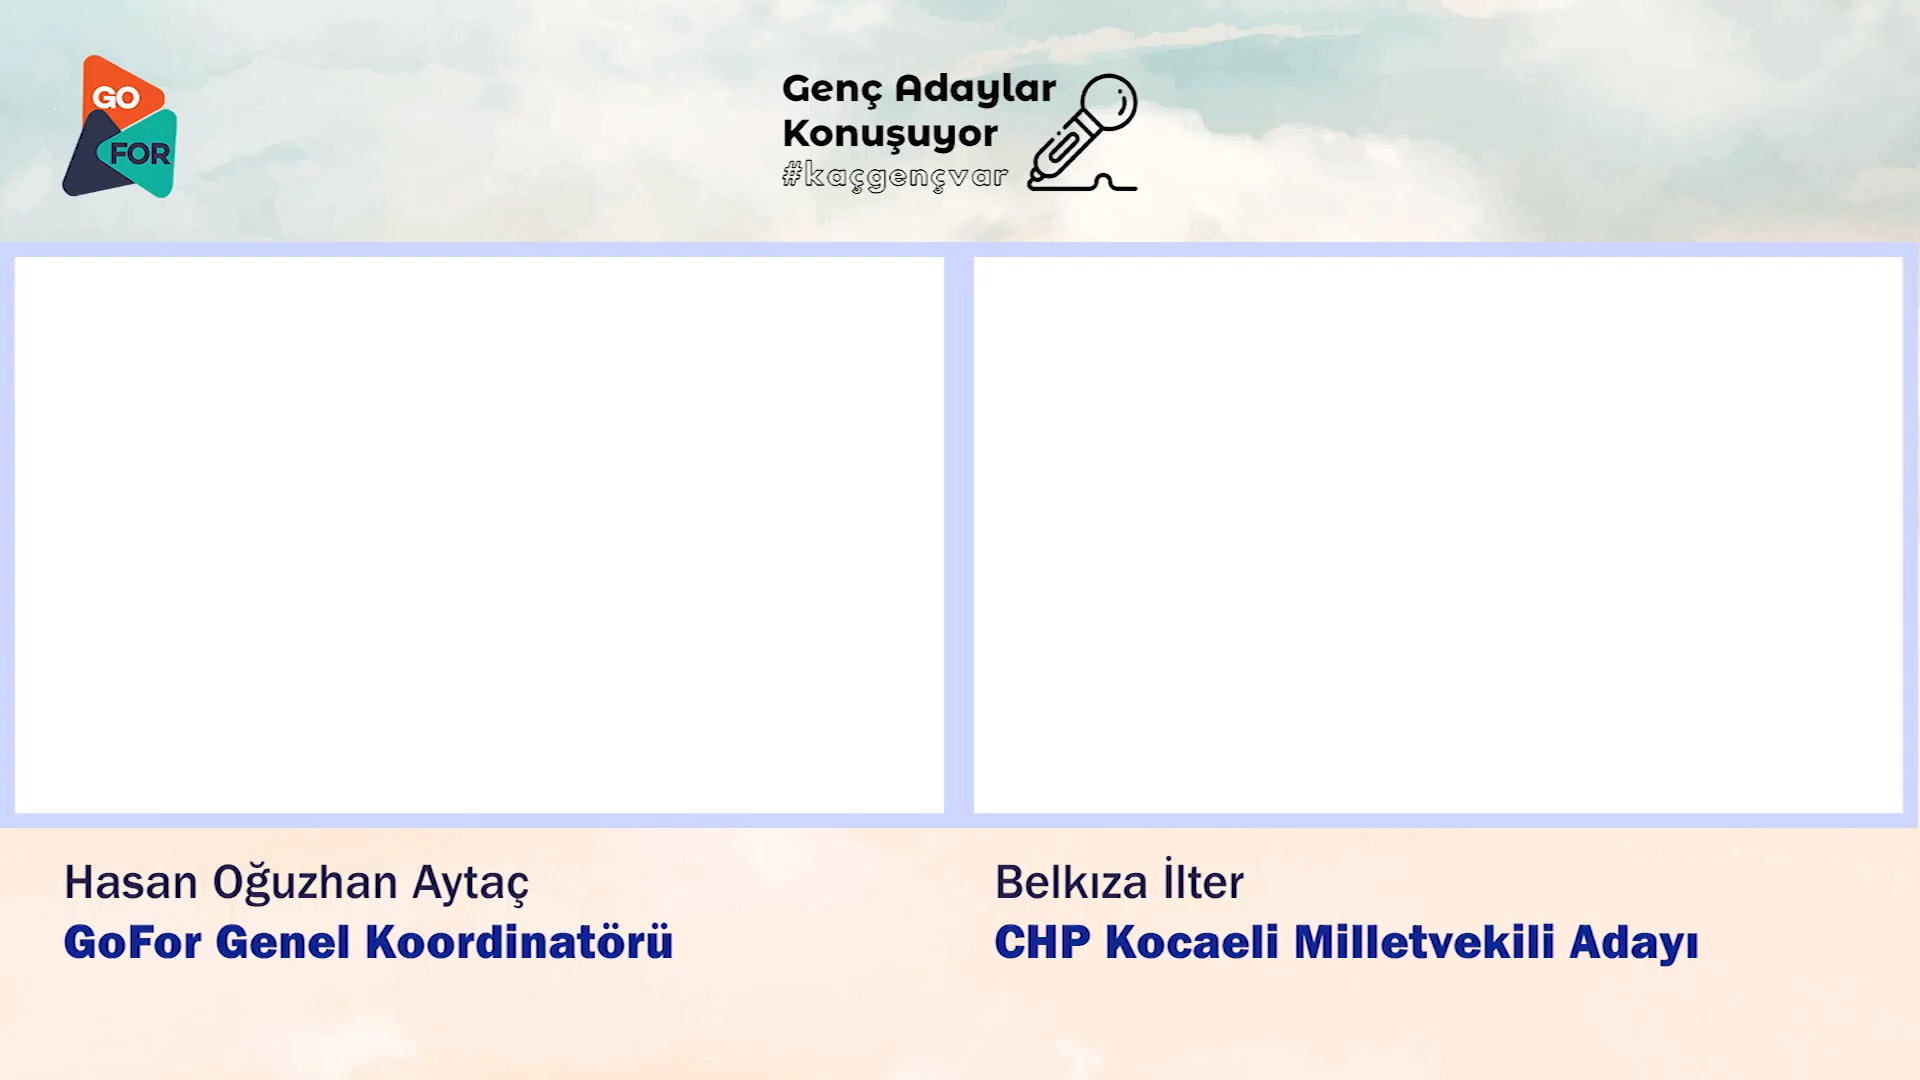 GO
FOR
Genç Adaylar
Konuşuyor
#kaçgençvar
Hasan Oğuzhan Aytaç
GoFor Genel Koordinatörü
Belkıza İlter
CHP Kocaeli Milletvekili Adayı